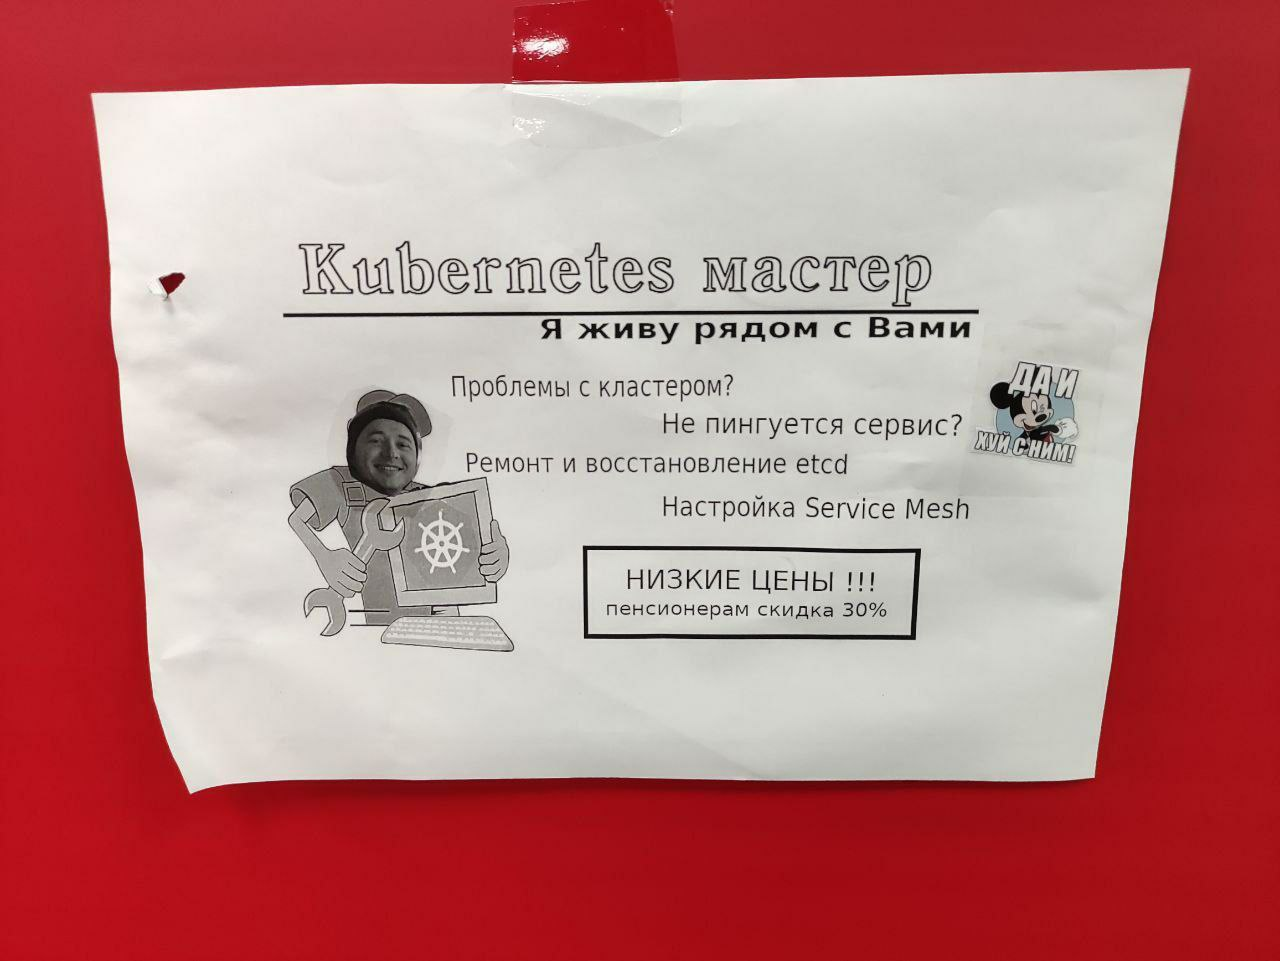 Kubernetes мастер
Я живу рядом с Вами
Проблемы с кластером?
Не пингуется сервис?
Ремонт и восстановление etcd
Настройка Service Mesh
НИЗКИЕ ЦЕНЫ !!!
пенсионерам скидка 30%
ДА И
ХУЙ С НИМ!